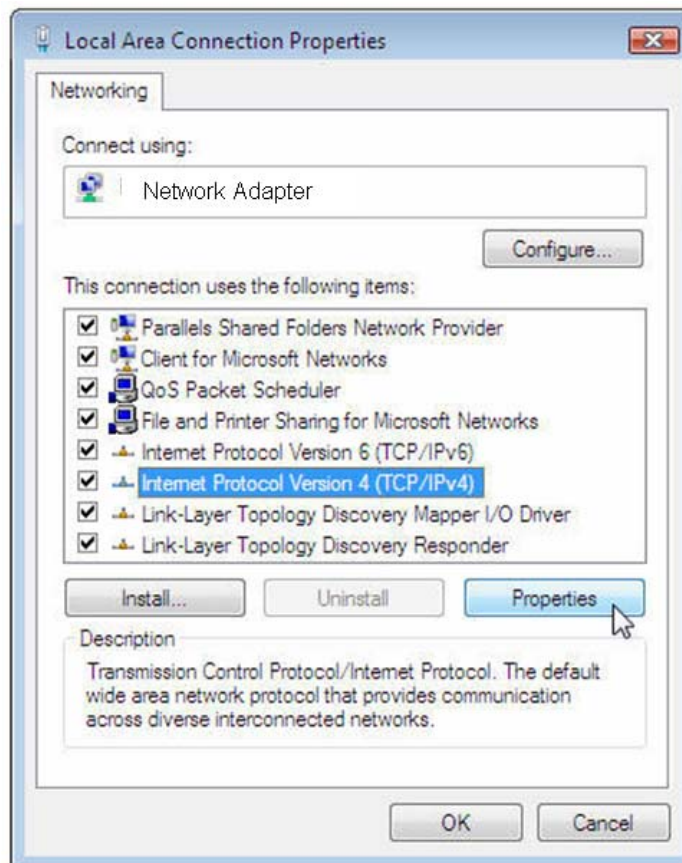 Local Area Connection Properties
Networking
Connect using:
Network Adapter
Configure...
This connection uses the following items:
Parallels Shared Folders Network Provider
Client for Microsoft Networks
QoS Packet Scheduler
File and Printer Sharing for Microsoft Networks
Internet Protocol Version 6 (TCP/IPv6)
Internet Protocol Version 4 (TCP/IPv4)
Link-Layer Topology Discovery Mapper I/O Driver
Link-Layer Topology Discovery Responder
Install... Uninstall Properties
Description
Transmission Control Protocol/Internet Protocol. The default
wide area network protocol that provides communication
across diverse interconnected networks.
OK Cancel